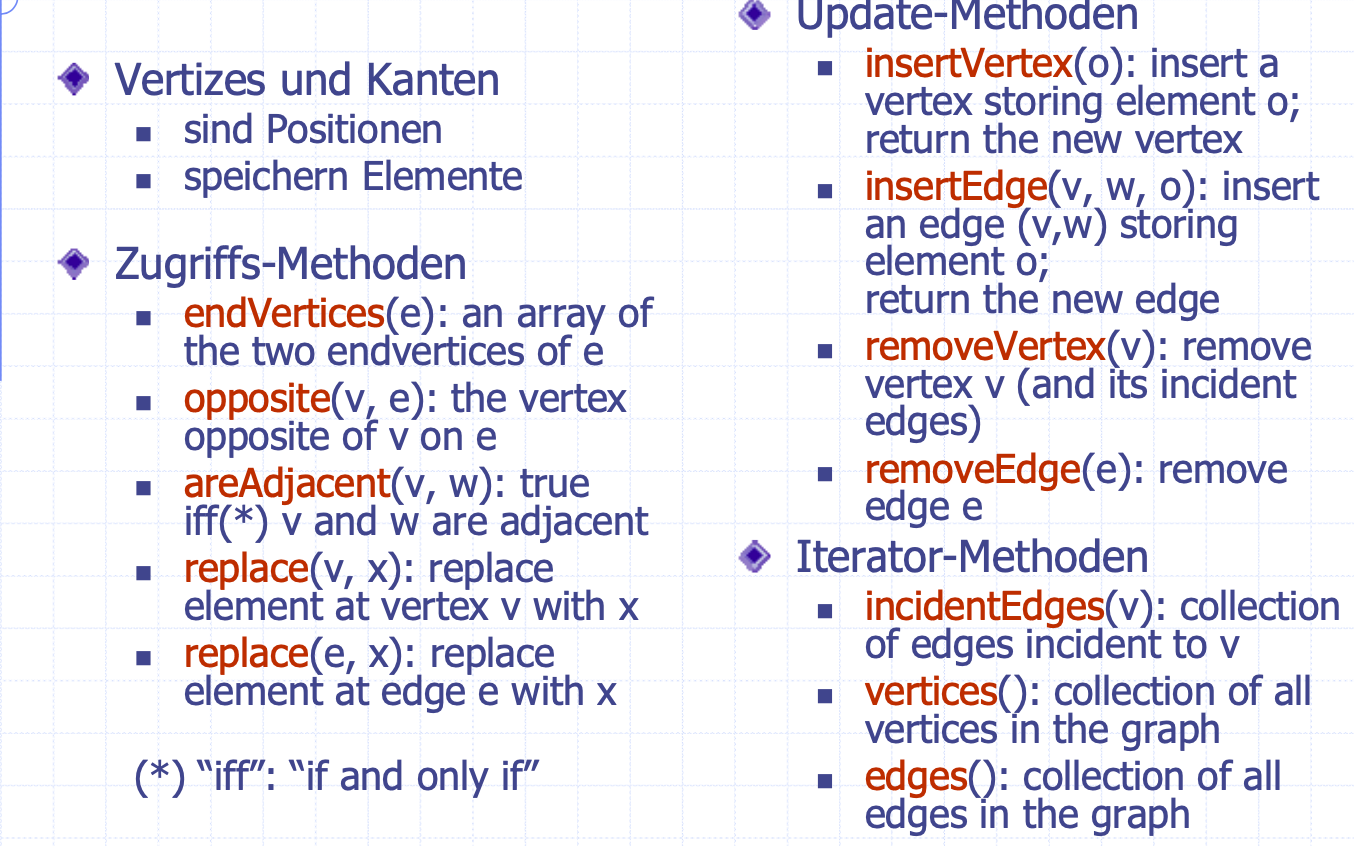 Vertizes und Kanten
sind Positionen
speichern Elemente
Zugriffs-Methoden
endVertices(e): an array of
the two endvertices of e
opposite(v, e): the vertex
opposite of v on e
areAdjacent(v, w): true
iff(*) v and w are adjacent
replace(v, x): replace
element at vertex v with x
replace(e, x): replace
element at edge e with x
(*) “iff”: “if and only if”
Update-Methoden
insertVertex(o): insert a
vertex storing element o;
return the new vertex
insertEdge(v, w, o): insert
an edge (v,w) storing
element o;
return the new edge
removeVertex(v): remove
vertex v (and its incident
edges)
removeEdge(e): remove
edge e
Iterator-Methoden
incidentEdges(v): collection
of edges incident to v
vertices(): collection of all
vertices in the graph
edges(): collection of all
edges in the graph